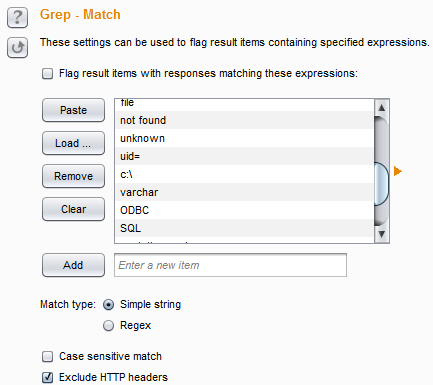 ?
Grep - Match
These settings can be used to flag result items containing specified expressions.
Flag result items with responses matching these expressions:
Paste
Load ...
Remove
Clear
file
not found
unknown
uid=
c:\
varchar
ODBC
SQL
Add
Enter a new item
Match type:
Simple string
Regex
Case sensitive match
Exclude HTTP headers